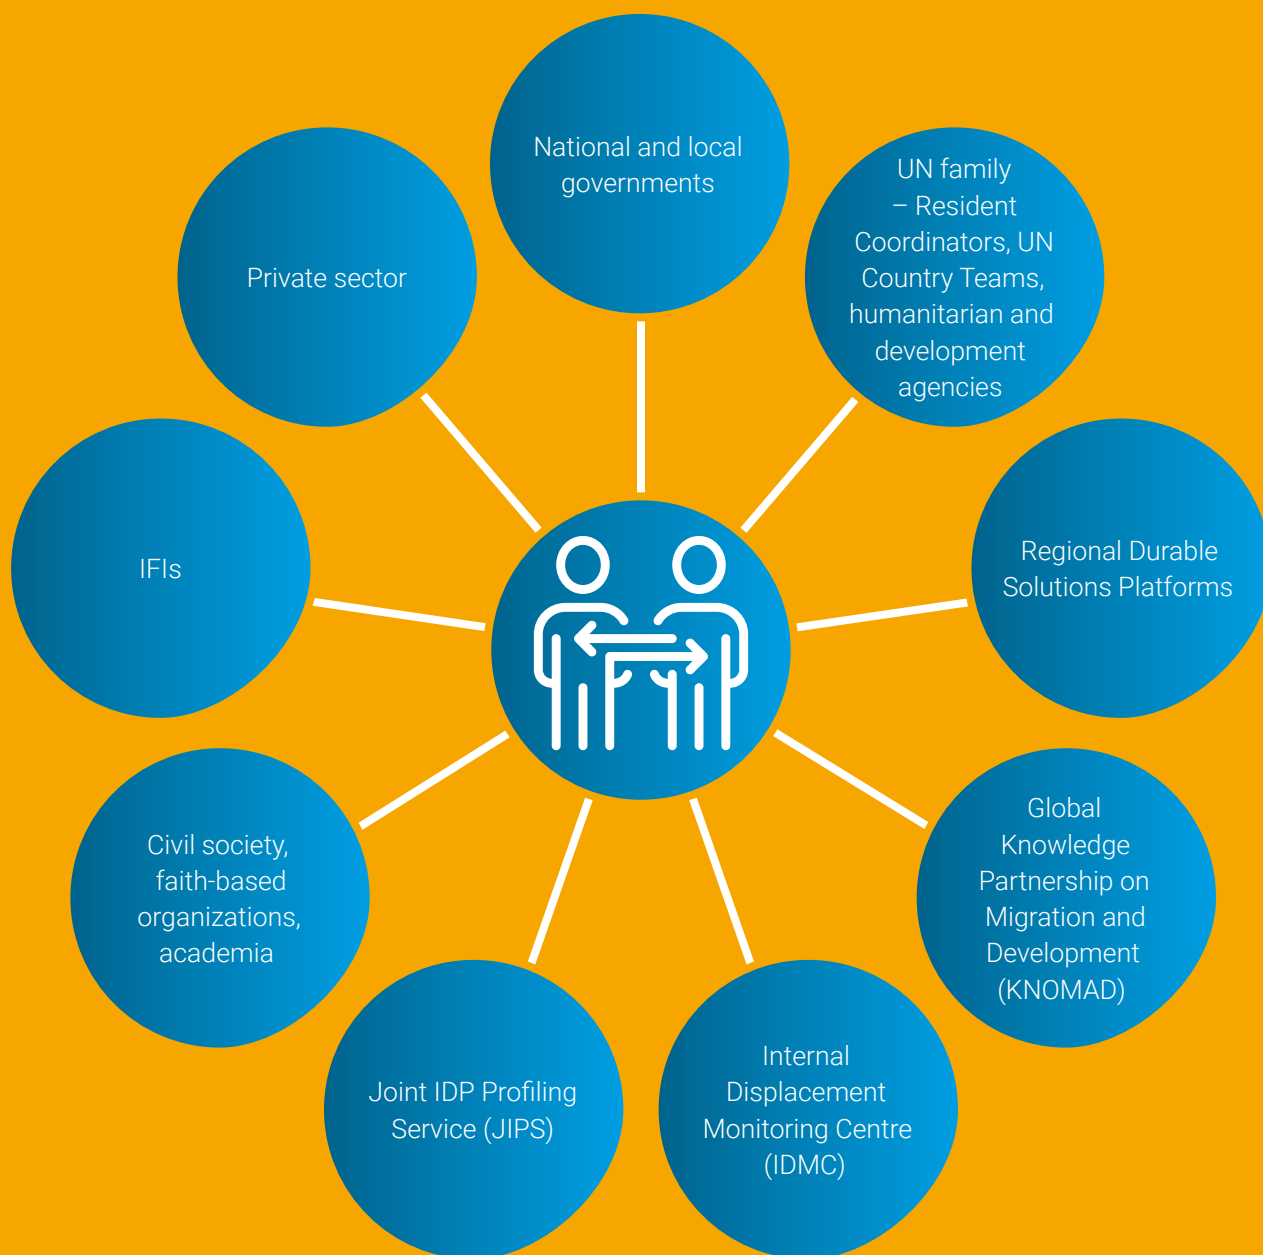 National and local
governments
UN family
– Resident
Coordinators, UN
Country Teams,
humanitarian and
development
agencies
Regional Durable
Solutions Platforms
Global
Knowledge
Partnership on
Migration and
Development
(KNOMAD)
Internal
Displacement
Monitoring Centre
(IDMC)
Joint IDP Profiling
Service (JIPS)
Civil society,
faith-based
organizations,
academia
IFIs
Private sector